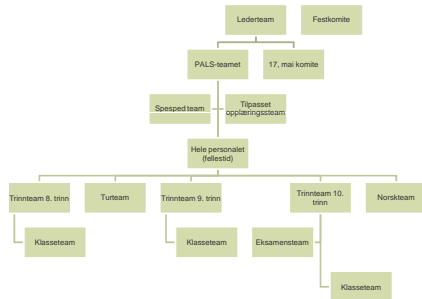 Lederteam
Festkomite
PALS-teamet
17, mai komite
Spesped team
Tilpasset
opplæringssteam
Hele personalet
(fellestid)
Trinnteam 8. trinn
Turteam
Trinnteam 9. trinn
Trinnteam 10.
trinn
Norskteam
Klasseteam
Klasseteam
Eksamensteam
Klasseteam